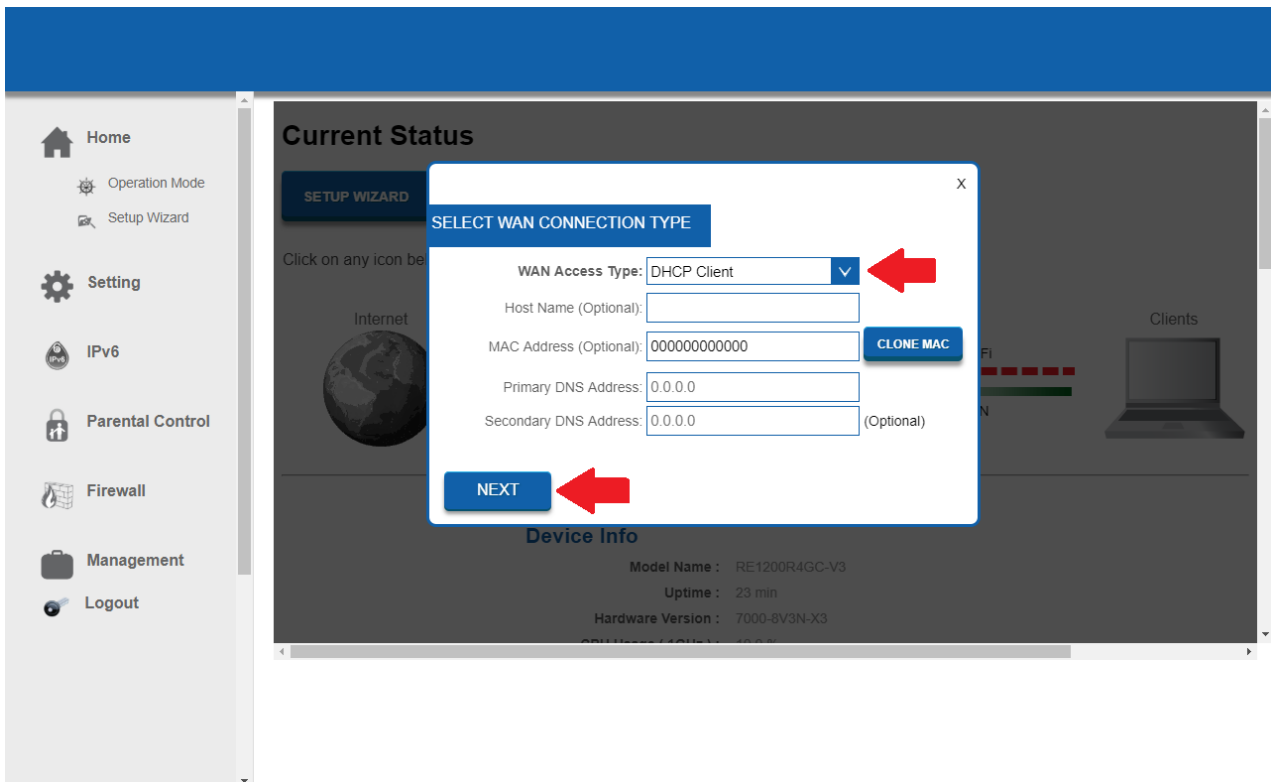 Home
Operation Mode
Setup Wizard
Setting
IPv6
IPv6
Parental Control
Firewall
Management
Logout
Current Status
SETUP WIZARD
Click on any icon be
Internet
Clients
Fi
N
X
SELECT WAN CONNECTION TYPE
WAN Access Type: DHCP Client
Host Name (Optional):
MAC Address (Optional): 000000000000 CLONE MAC
Primary DNS Address: 0.0.0.0
Secondary DNS Address: 0.0.0.0 (Optional)
NEXT
Device Info
Model Name : RE1200R4GC-V3
Uptime : 23 min
Hardware Version : 7000-8V3N-X3